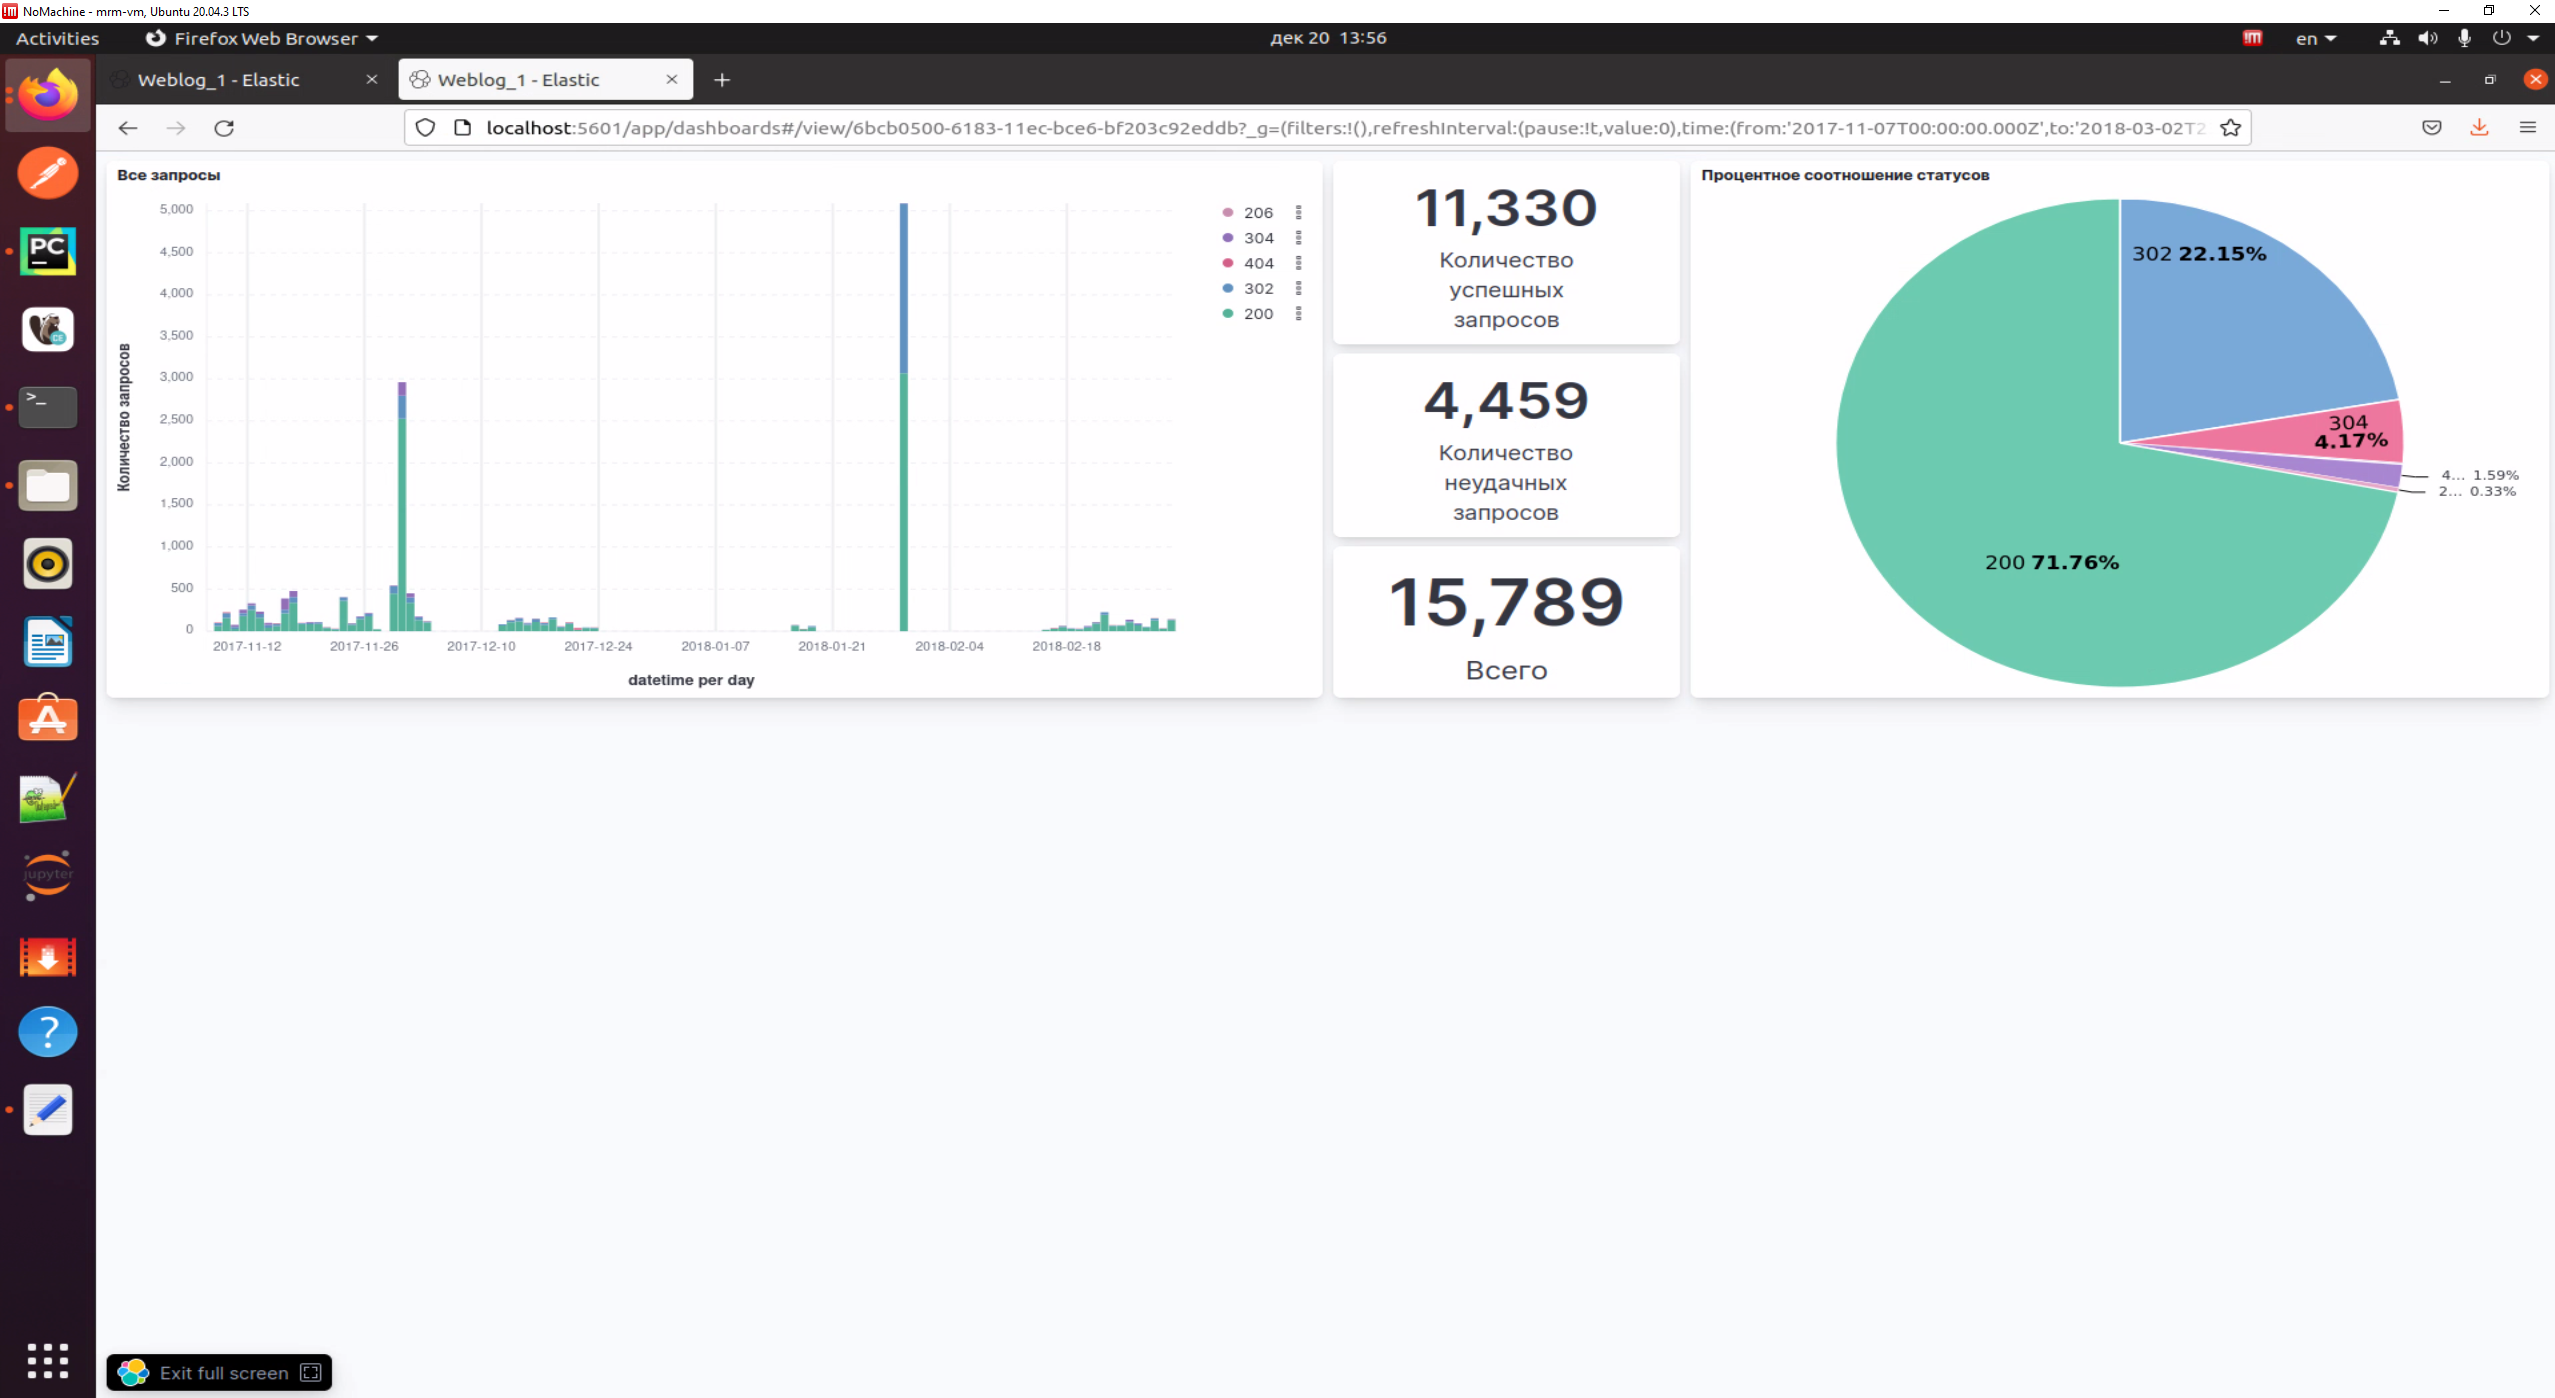 NoMachine - mrm-vm, Ubuntu 20.04.3 LTS
Activities
Firefox Web Browser
дек 20 13:56
en
Weblog_1 - Elastic
Weblog_1 - Elastic
localhost:5601/app/dashboards#/view/6bcb0500-6183-11ec-bce6-bf203c92eddb?_g=(filters:!(),refreshInterval:(pause:!t,value:0),time:(from:'2017-11-07T00:00:00.000Z',to:'2018-03-02T2
PC
CE
>_
jupyter
Все запросы
Количество запросов
5,000
4,500
4,000
3,500
3,000
2,500
2,000
1,500
1,000
500
0
2017-11-12
2017-11-26
2017-12-10
2017-12-24
2018-01-07
2018-01-21
2018-02-04
2018-02-18
datetime per day
206
304
404
302
200
11,330
Количество
успешных
запросов
4,459
Количество
неудачных
запросов
15,789
Всего
Процентное соотношение статусов
302 22.15%
304
4.17%
4... 1.59%
2... 0.33%
200 71.76%
Exit full screen